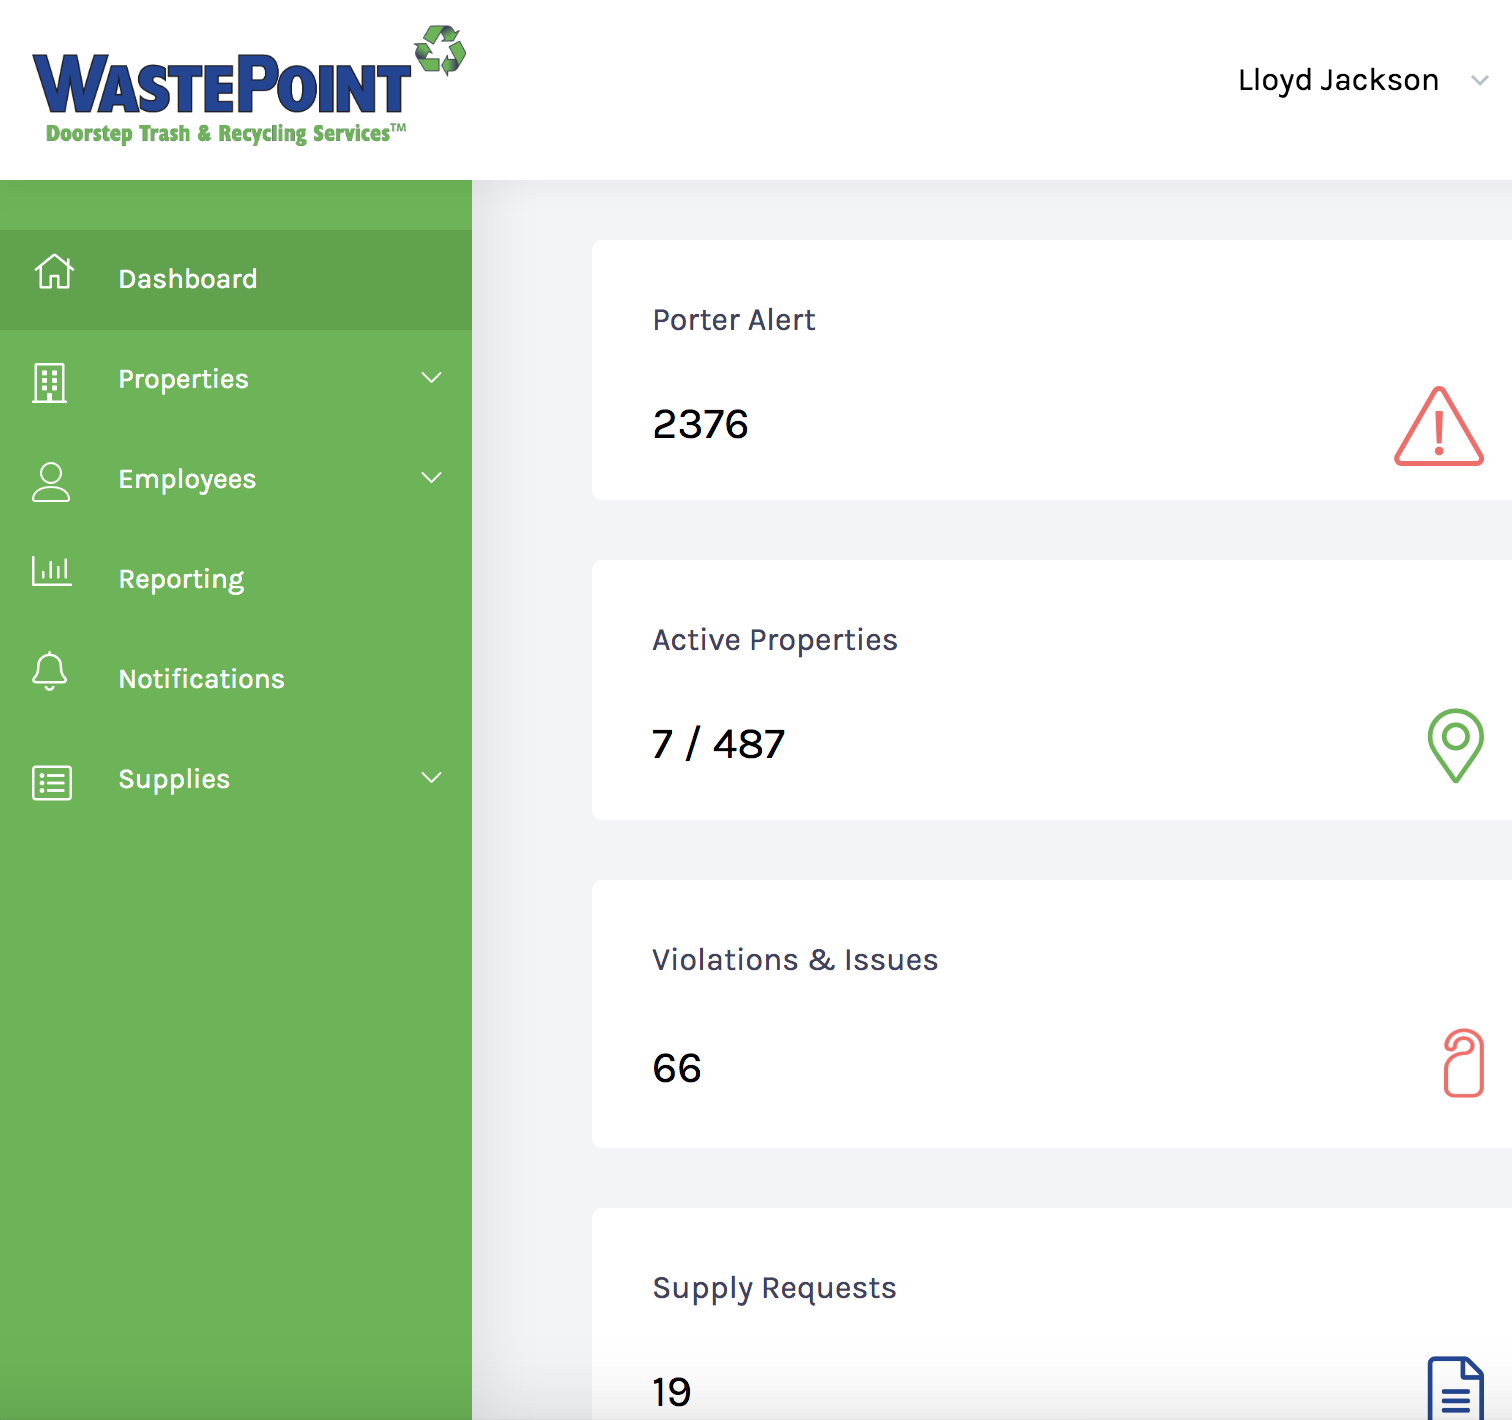 WASTEPOINT
Doorstep Trash & Recycling Services™
Lloyd Jackson
Dashboard
Properties
Employees
Reporting
Notifications
Supplies
Porter Alert
2376
Active Properties
7 / 487
Violations & Issues
66
Supply Requests
19